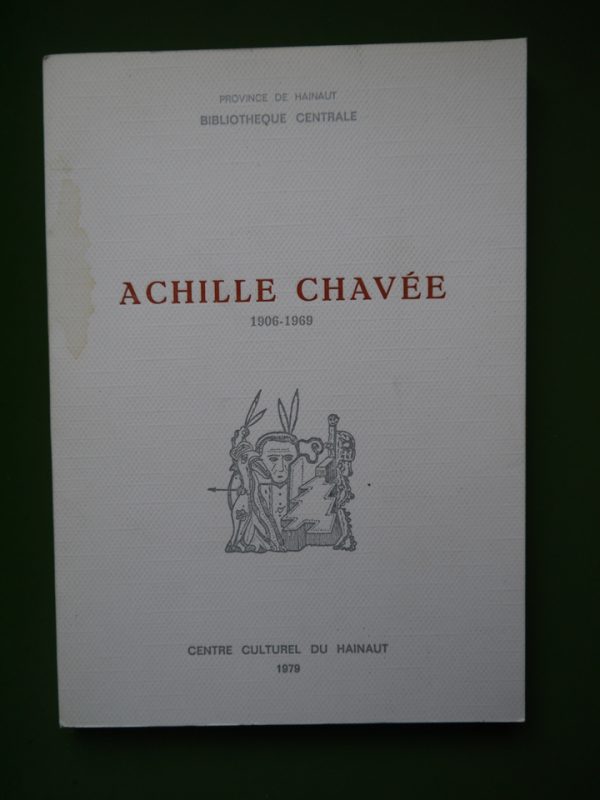 PROVINCE DE HAINAUT
BIBLIOTHEQUE CENTRALE
ACHILLE CHAVÉE
1906-1969
CENTRE CULTUREL DU HAINAUT
1979